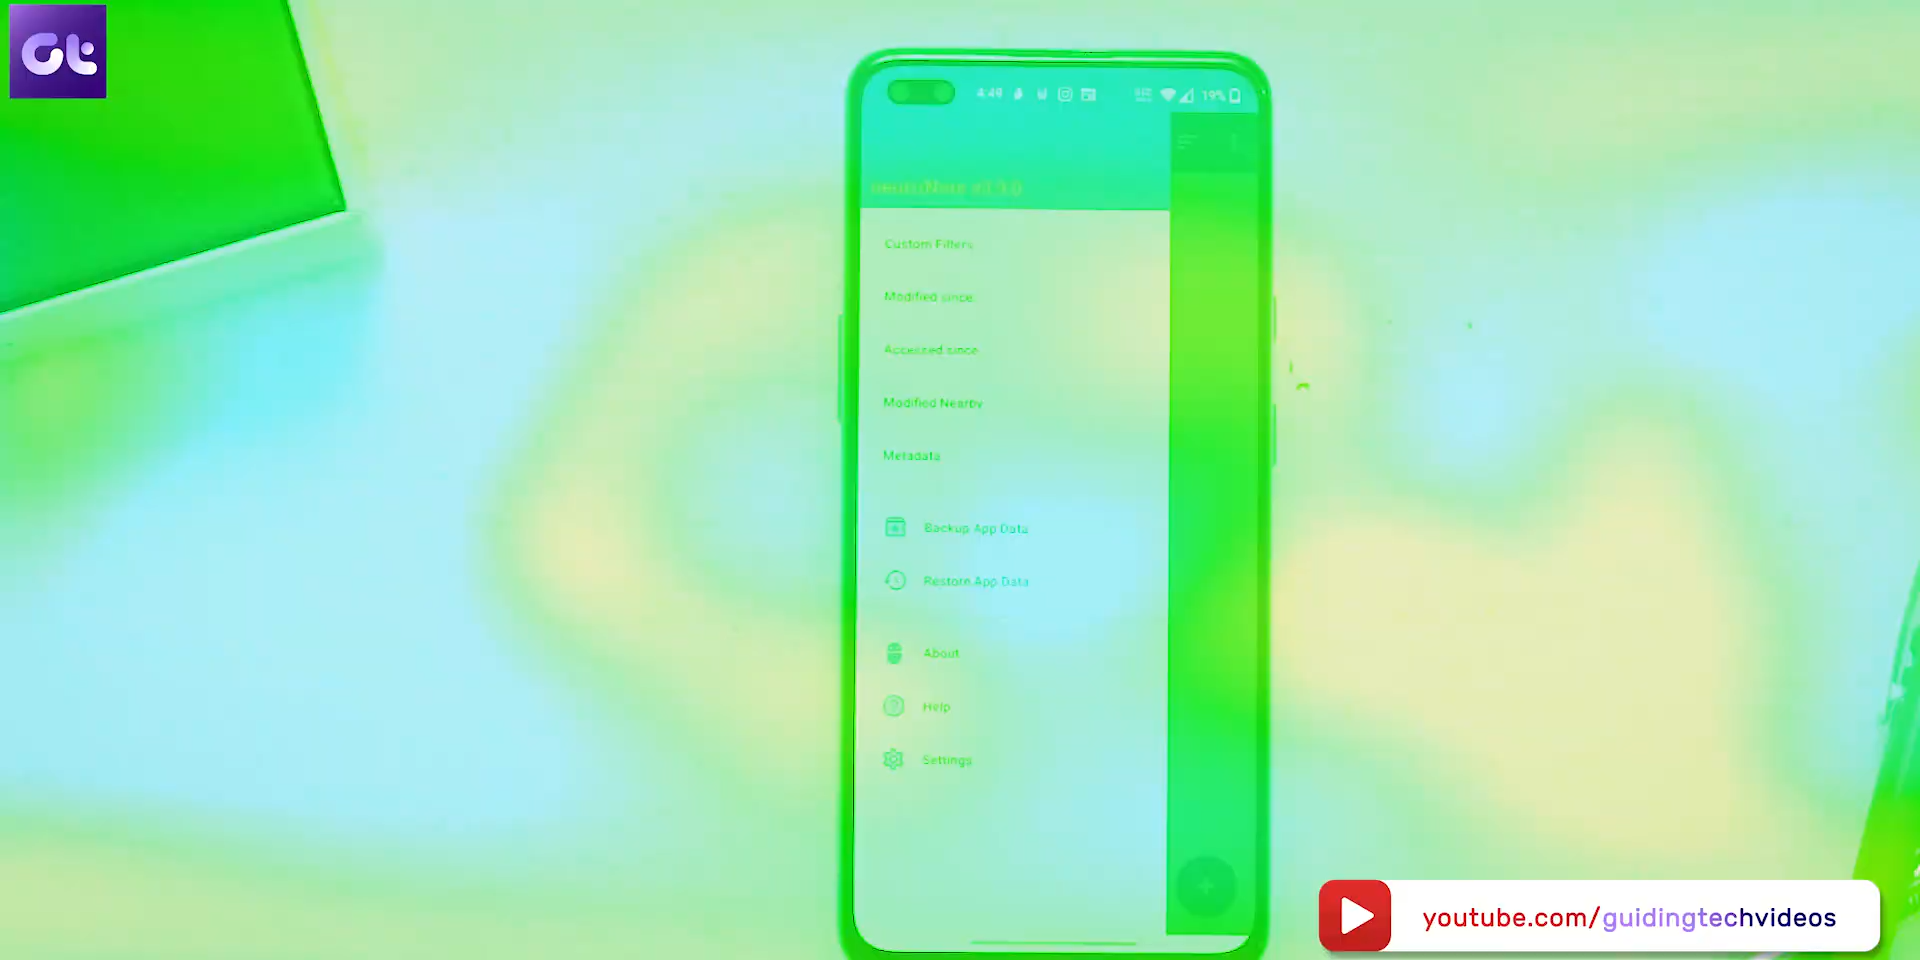 Gt
4:49
19%
Custom Filters
Modified since
Accessed since
Modified Nearby
Metadata
Backup App Data
Restore App Data
About
Help
Settings
youtube.com/guidingtechvideos